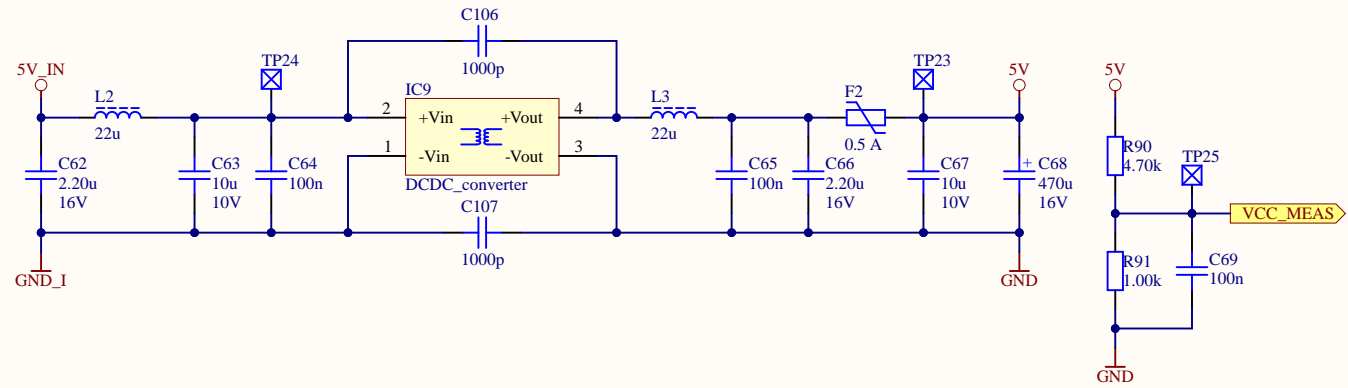 C106
1000p
5V_IN
L2
22u
TP24
IC9
2
+Vin
+Vout
4
1
-Vin
-Vout
3
DCDC_converter
C107
1000p
L3
22u
F2
0.5 A
TP23
5V
C62
2.20u
16V
C63
10u
10V
C64
100n
C65
100n
C66
2.20u
16V
C67
10u
10V
+
C68
470u
16V
GND_I
GND
5V
R90
4.70k
TP25
VCC_MEAS
R91
1.00k
C69
100n
GND